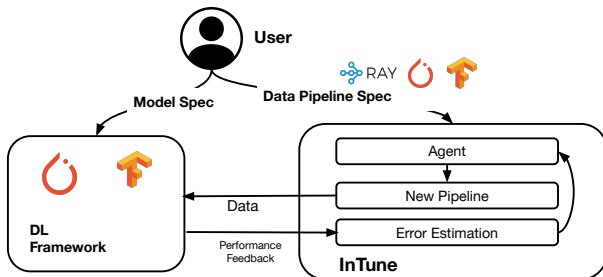 User
RAY
Model Spec
Data Pipeline Spec
Agent
New Pipeline
Data
Error Estimation
DL
Framework
Performance
Feedback
InTune